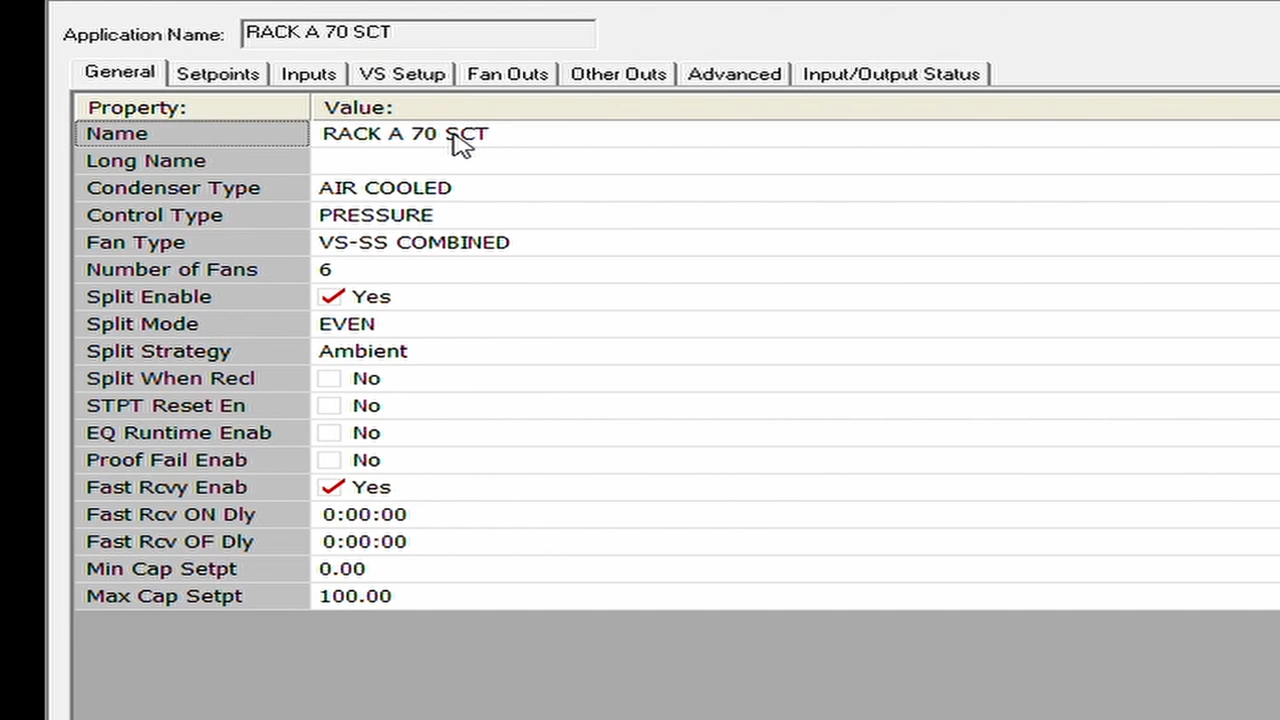 Application Name: RACK A 70 SCT
General Setpoints Inputs VS Setup Fan Outs Other Outs Advanced Input/Output Status
Property: Value:
Name RACK A 70 SCT
Long Name
Condenser Type AIR COOLED
Control Type PRESSURE
Fan Type VS-SS COMBINED
Number of Fans 6
Split Enable Yes
Split Mode EVEN
Split Strategy Ambient
Split When Recl No
STPT Reset En No
EQ Runtime Enab No
Proof Fail Enab No
Fast Rcvy Enab Yes
Fast Rcv ON Dly 0:00:00
Fast Rcv OF Dly 0:00:00
Min Cap Setpt 0.00
Max Cap Setpt 100.00